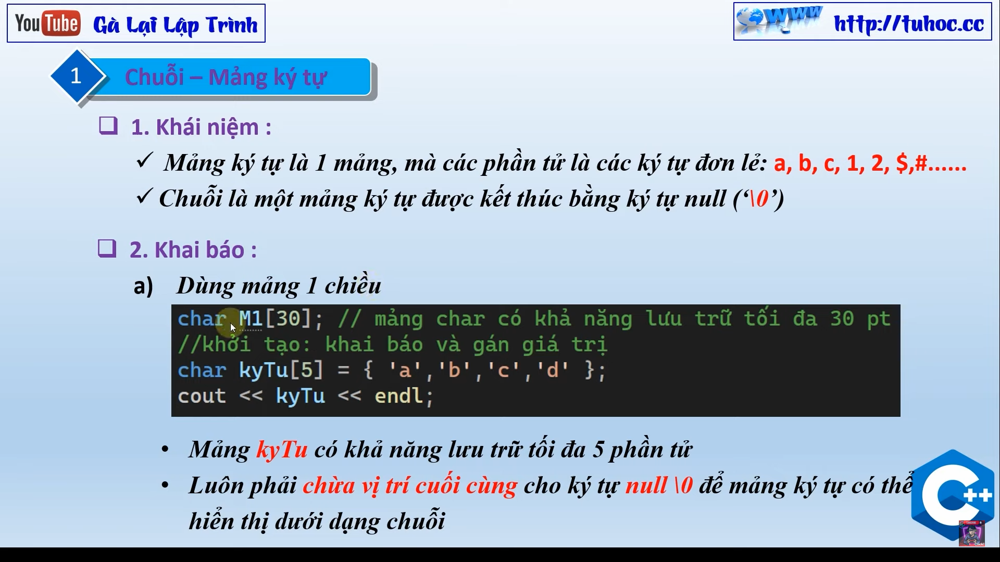 YouTube Gà Lại Lập Trình
WWW http://tuhoc.cc
1 Chuỗi – Mảng ký tự
1. Khái niệm :
Mảng ký tự là 1 mảng, mà các phần tử là các ký tự đơn lẻ: a, b, c, 1, 2, $,#......
Chuỗi là một mảng ký tự được kết thúc bằng ký tự null (‘\0’)
2. Khai báo :
a) Dùng mảng 1 chiều
char M1[30]; // mảng char có khả năng lưu trữ tối đa 30 pt
//khởi tạo: khai báo và gán giá trị
char kyTu[5] = { 'a','b','c','d' };
cout << kyTu << endl;
• Mảng kyTu có khả năng lưu trữ tối đa 5 phần tử
• Luôn phải chừa vị trí cuối cùng cho ký tự null \0 để mảng ký tự có thể
hiển thị dưới dạng chuỗi
C++
Click!